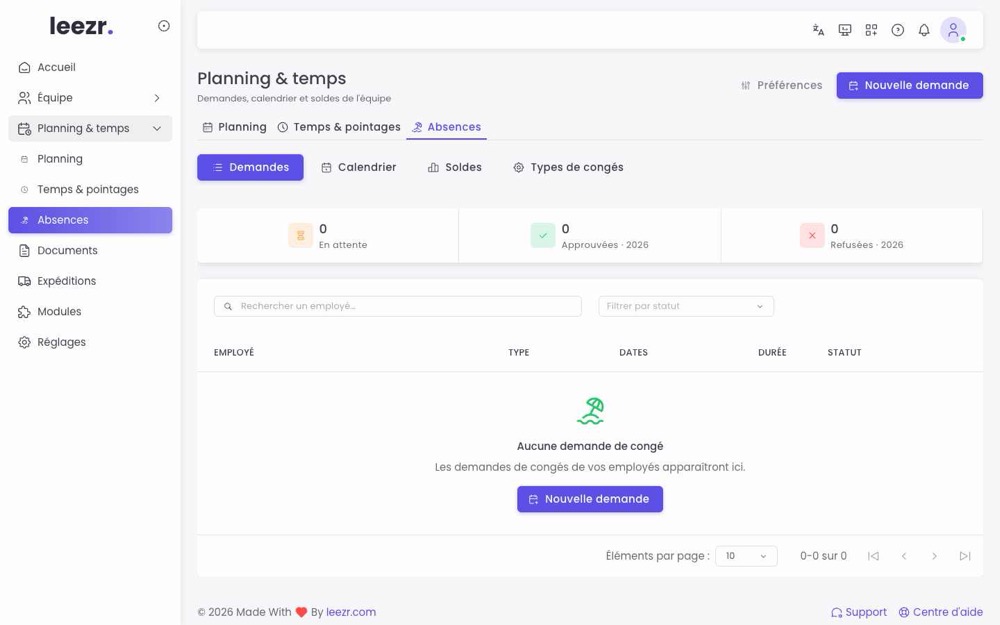 leezr.
Accueil
Équipe
Planning & temps
Planning
Temps & pointages
Absences
Documents
Expéditions
Modules
Réglages
Planning & temps
Demandes, calendrier et soldes de l'équipe
Préférences
Nouvelle demande
Planning Temps & pointages Absences
Demandes Calendrier Soldes Types de congés
0
En attente
0
Approuvées · 2026
0
Refusées · 2026
Rechercher un employé… Filtrer par statut
EMPLOYÉ TYPE DATES DURÉE STATUT
Aucune demande de congé
Les demandes de congés de vos employés apparaîtront ici.
Nouvelle demande
Éléments par page : 10 0-0 sur 0
© 2026 Made With ❤️ By leezr.com Support Centre d'aide